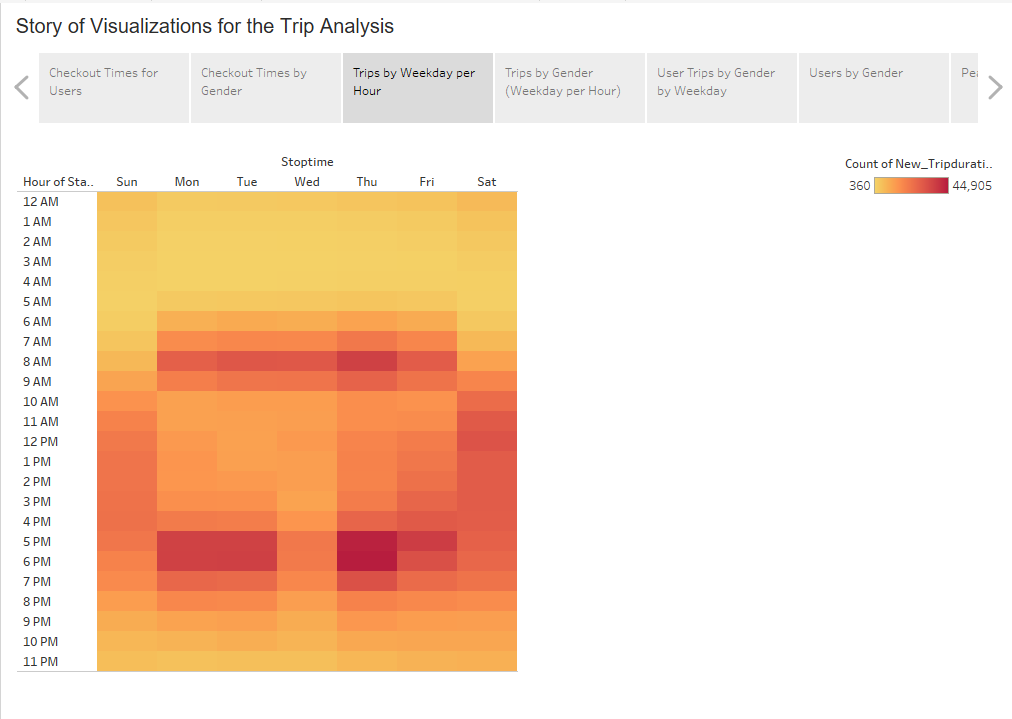 Story of Visualizations for the Trip Analysis
Checkout Times for
Users
Checkout Times by
Gender
Trips by Weekday per
Hour
Trips by Gender
(Weekday per Hour)
User Trips by Gender
by Weekday
Users by Gender
Pea
Stoptime
Hour of Sta.. Sun Mon Tue Wed Thu Fri Sat
12 AM
1 AM
2 AM
3 AM
4 AM
5 AM
6 AM
7 AM
8 AM
9 AM
10 AM
11 AM
12 PM
1 PM
2 PM
3 PM
4 PM
5 PM
6 PM
7 PM
8 PM
9 PM
10 PM
11 PM
Count of New_Tripdurati..
360 44,905